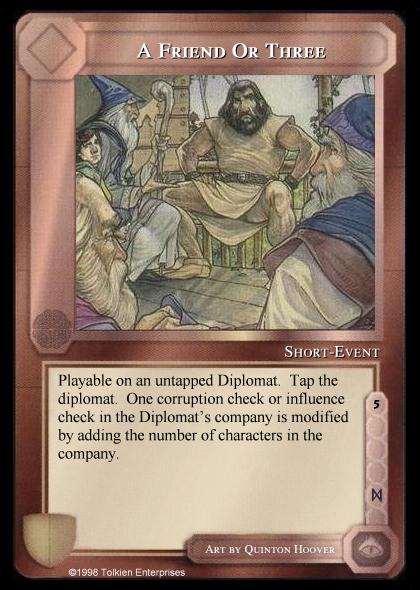 A Friend Or Three
Short-Event
Playable on an untapped Diplomat. Tap the
diplomat. One corruption check or influence
check in the Diplomat's company is modified
by adding the number of characters in the
company.
5
ᛞ
Art by Quinton Hoover
©1998 Tolkien Enterprises